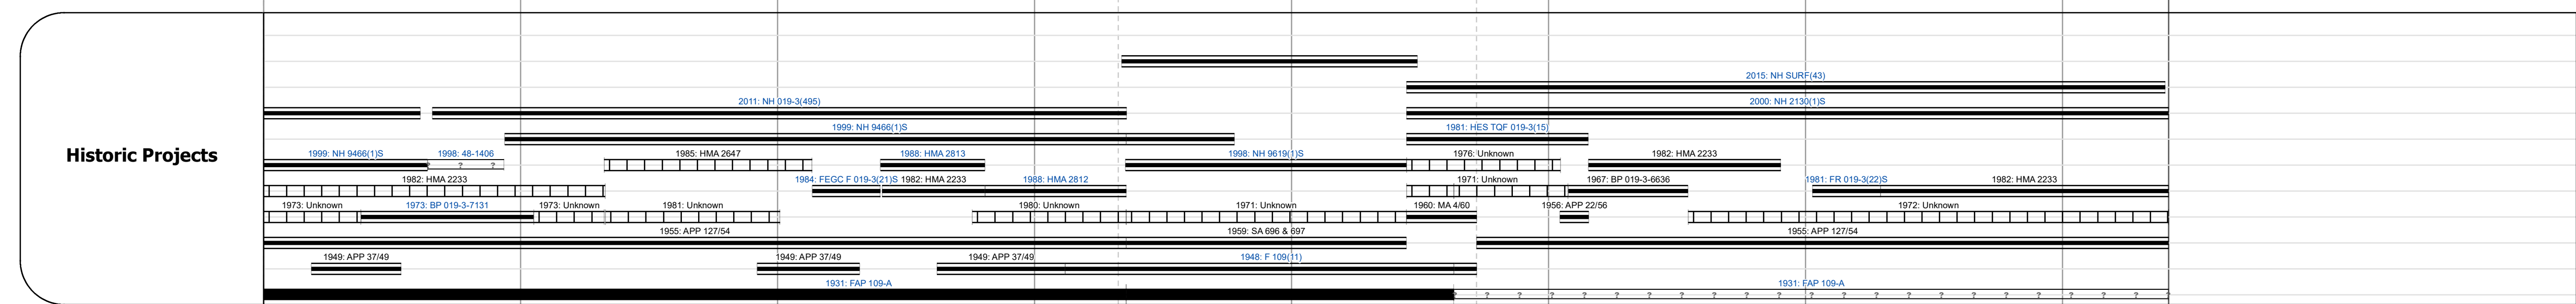 2015: NH SURF(43)
2011: NH 019-3(495)
2000: NH 2130(1)S
1999: NH 9466(1)S
1981: HES TQF 019-3(15)
Historic Projects
1999: NH 9466(1)S
1998: 48-1406
? ? ?
1985: HMA 2647
1988: HMA 2813
1998: NH 9619(1)S
1976: Unknown
1982: HMA 2233
1982: HMA 2233
1984: FEGC F 019-3(21)S
1982: HMA 2233
1988: HMA 2812
1971: Unknown
1967: BP 019-3-6636
1981: FR 019-3(22)S
1982: HMA 2233
1973: Unknown
1973: BP 019-3-7131
1973: Unknown
1981: Unknown
1980: Unknown
1971: Unknown
1960: MA 4/60
1956: APP 22/56
1972: Unknown
1955: APP 127/54
1959: SA 696 & 697
1955: APP 127/54
1949: APP 37/49
1949: APP 37/49
1949: APP 37/49
1948: F 109(11)
1931: FAP 109-A
1931: FAP 109-A
? ? ? ? ? ? ? ? ? ? ? ? ? ? ? ? ? ? ? ? ? ? ?